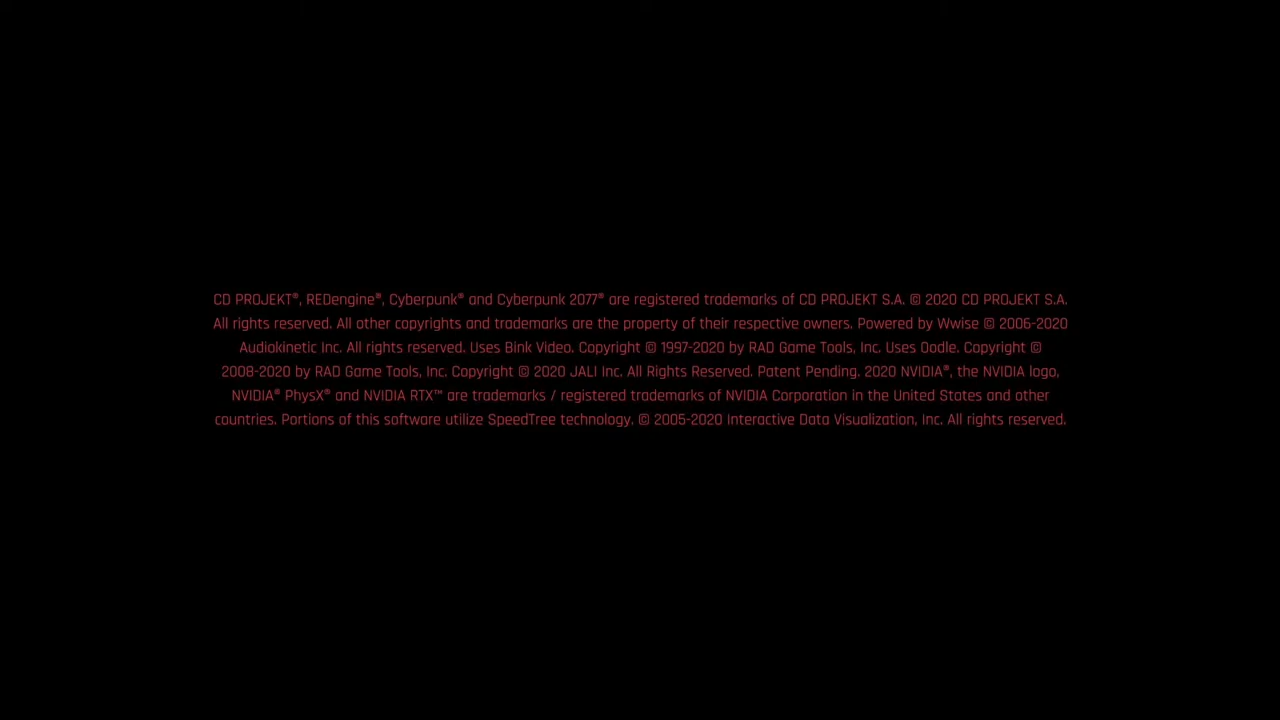 CD PROJEKT®, REDengine®, Cyberpunk® and Cyberpunk 2077® are registered trademarks of CD PROJEKT S.A. © 2020 CD PROJEKT S.A.
All rights reserved. All other copyrights and trademarks are the property of their respective owners. Powered by Wwise © 2006-2020
Audiokinetic Inc. All rights reserved. Uses Bink Video. Copyright © 1997-2020 by RAD Game Tools, Inc. Uses Oodle. Copyright ©
2008-2020 by RAD Game Tools, Inc. Copyright © 2020 JALI Inc. All Rights Reserved. Patent Pending. 2020 NVIDIA®, the NVIDIA logo,
NVIDIA® PhysX® and NVIDIA RTX™ are trademarks / registered trademarks of NVIDIA Corporation in the United States and other
countries. Portions of this software utilize SpeedTree technology. © 2005-2020 Interactive Data Visualization, Inc. All rights reserved.